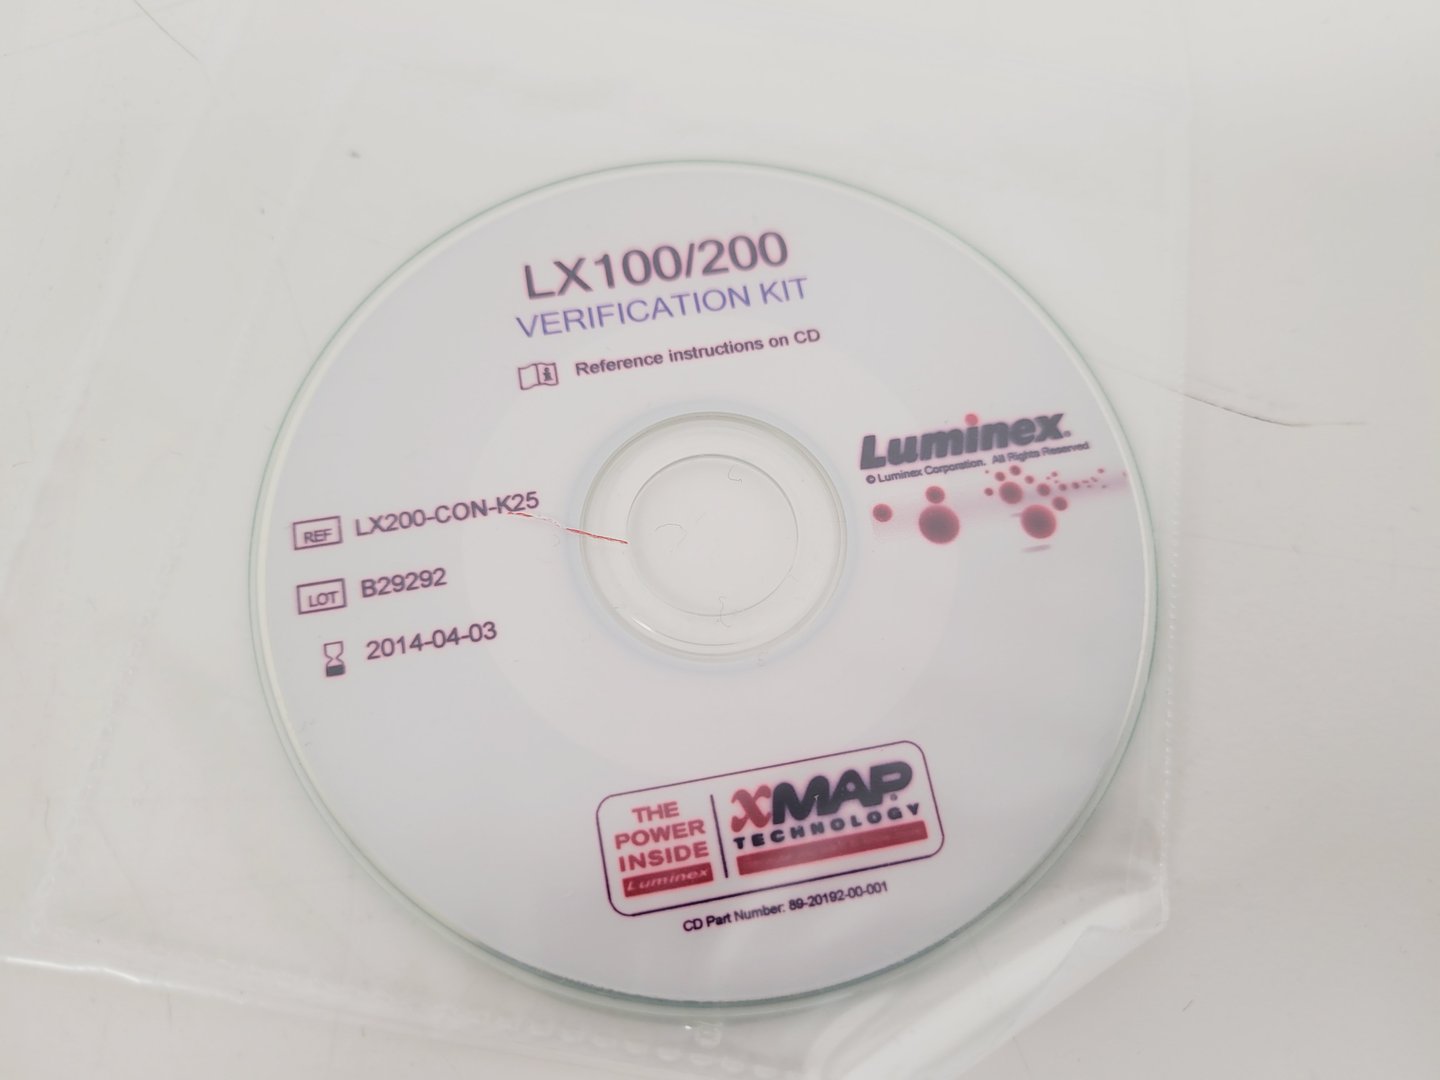 LX100/200
VERIFICATION KIT
Reference instructions on CD
Luminex®
© Luminex Corporation. All Rights Reserved
REF LX200-CON-K25
LOT B29292
2014-04-03
THE
POWER
INSIDE
Luminex
xMAP®
TECHNOLOGY
CD Part Number: 89-20192-00-001